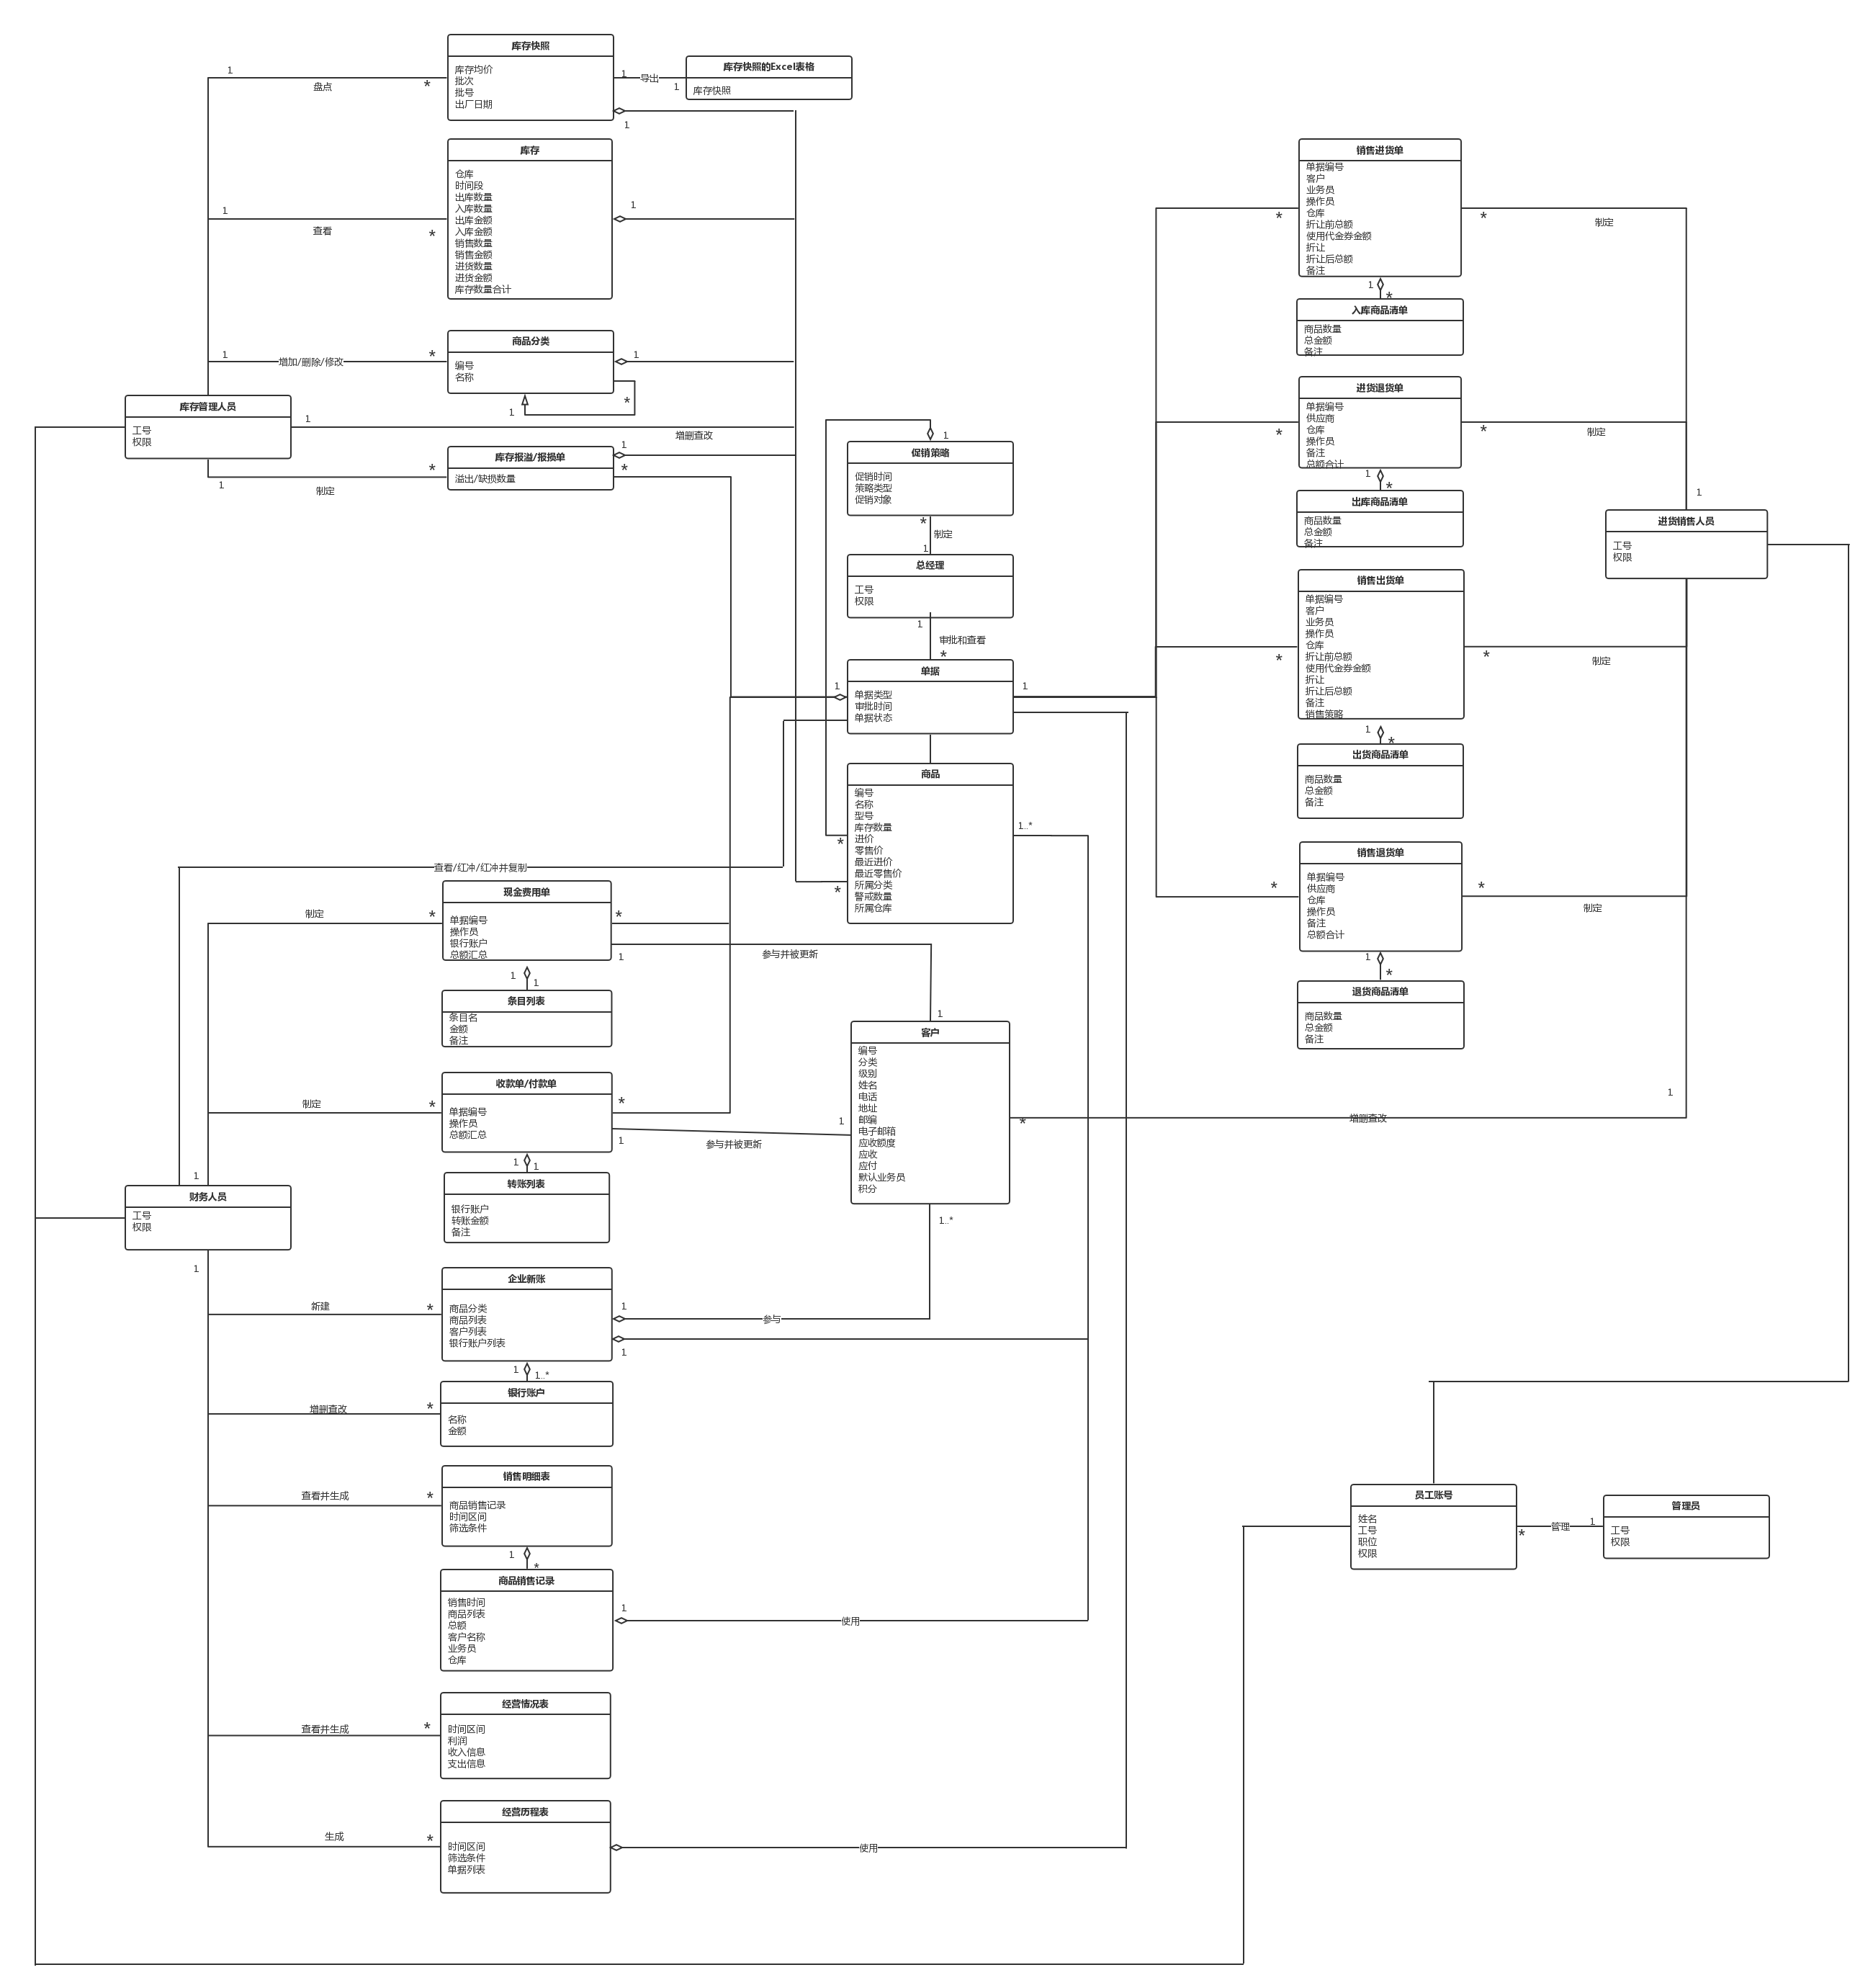 库存快照
库存均价
批次
批号
出厂日期
1
盘点
*
1
导出
1
1
库存快照的Excel表格
库存快照
库存
仓库
时间段
出库数量
入库数量
出库金额
入库金额
销售数量
销售金额
进货数量
进货金额
库存数量合计
1
查看
*
1
商品分类
编号
名称
1
增加/删除/修改
*
1
1
*
库存管理人员
工号
权限
1
增删查改
库存报溢/报损单
溢出/缺损数量
1
制定
*
1
*
促销策略
促销时间
策略类型
促销对象
1
*
制定
1
总经理
工号
权限
1
审批和查看
*
单据
单据类型
审批时间
单据状态
1
1
商品
编号
名称
型号
库存数量
进价
零售价
最近进价
最近零售价
所属分类
警戒数量
所属仓库
*
*
1..*
销售进货单
单据编号
客户
业务员
操作员
仓库
折让前总额
使用代金券金额
折让
折让后总额
备注
*
*
制定
1
*
入库商品清单
商品数量
总金额
备注
进货退货单
单据编号
供应商
仓库
操作员
备注
总额合计
*
*
制定
1
*
出库商品清单
商品数量
总金额
备注
1
进货销售人员
工号
权限
销售出货单
单据编号
客户
业务员
操作员
仓库
折让前总额
使用代金券金额
折让
折让后总额
备注
销售策略
*
*
制定
1
*
出货商品清单
商品数量
总金额
备注
销售退货单
单据编号
供应商
仓库
操作员
备注
总额合计
*
*
制定
1
*
退货商品清单
商品数量
总金额
备注
1
增删查改
*
查看/红冲/红冲并复制
现金费用单
单据编号
操作员
银行账户
总额汇总
制定
*
*
1
参与并被更新
1
1
1
条目列表
条目名
金额
备注
客户
编号
分类
级别
姓名
电话
地址
邮编
电子邮箱
应收额度
应收
应付
默认业务员
积分
收款单/付款单
单据编号
操作员
总额汇总
制定
*
*
1
参与并被更新
1
1
1
转账列表
银行账户
转账金额
备注
1
财务人员
工号
权限
1
1..*
企业新账
商品分类
商品列表
客户列表
银行账户列表
新建
*
1
参与
1
1
1..*
银行账户
名称
金额
增删查改
*
销售明细表
商品销售记录
时间区间
筛选条件
查看并生成
*
1
*
商品销售记录
销售时间
商品列表
总额
客户名称
业务员
仓库
1
使用
经营情况表
时间区间
利润
收入信息
支出信息
查看并生成
*
经营历程表
时间区间
筛选条件
单据列表
生成
*
使用
员工账号
姓名
工号
职位
权限
*
管理
1
管理员
工号
权限